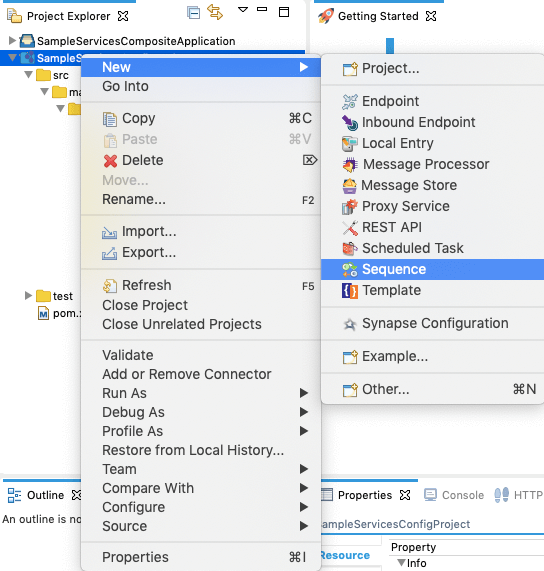 Project Explorer
Getting Started
SampleServicesCompositeApplication
SampleSe
src
ma
test
pom.x
New
Go Into
Copy ⌘C
Paste ⌘V
Delete ⌦
Move...
Rename... F2
Import...
Export...
Refresh F5
Close Project
Close Unrelated Projects
Validate
Add or Remove Connector
Run As
Debug As
Profile As
Restore from Local History...
Team
Compare With
Configure
Source
Properties ⌘I
Project...
Endpoint
Inbound Endpoint
Local Entry
Message Processor
Message Store
Proxy Service
REST API
Scheduled Task
Sequence
Template
Synapse Configuration
Example...
Other... ⌘N
Outline
An outline is no
Properties
Console
HTTP
ampleServicesConfigProject
Resource
Property
Info